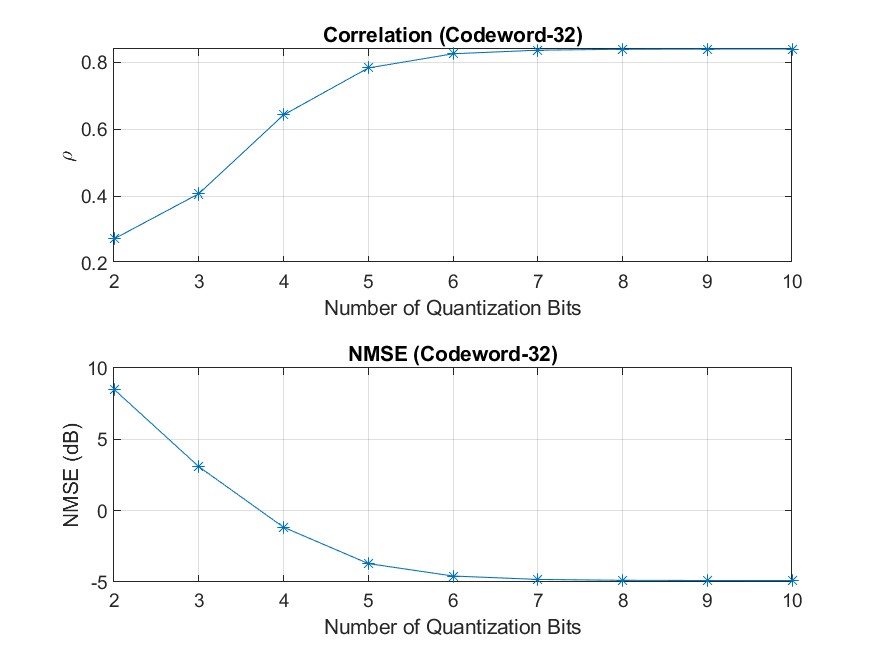 Correlation (Codeword-32)
0.8
0.6
0.4
0.2
ρ
2 3 4 5 6 7 8 9 10
Number of Quantization Bits
NMSE (Codeword-32)
10
5
0
-5
NMSE (dB)
2 3 4 5 6 7 8 9 10
Number of Quantization Bits